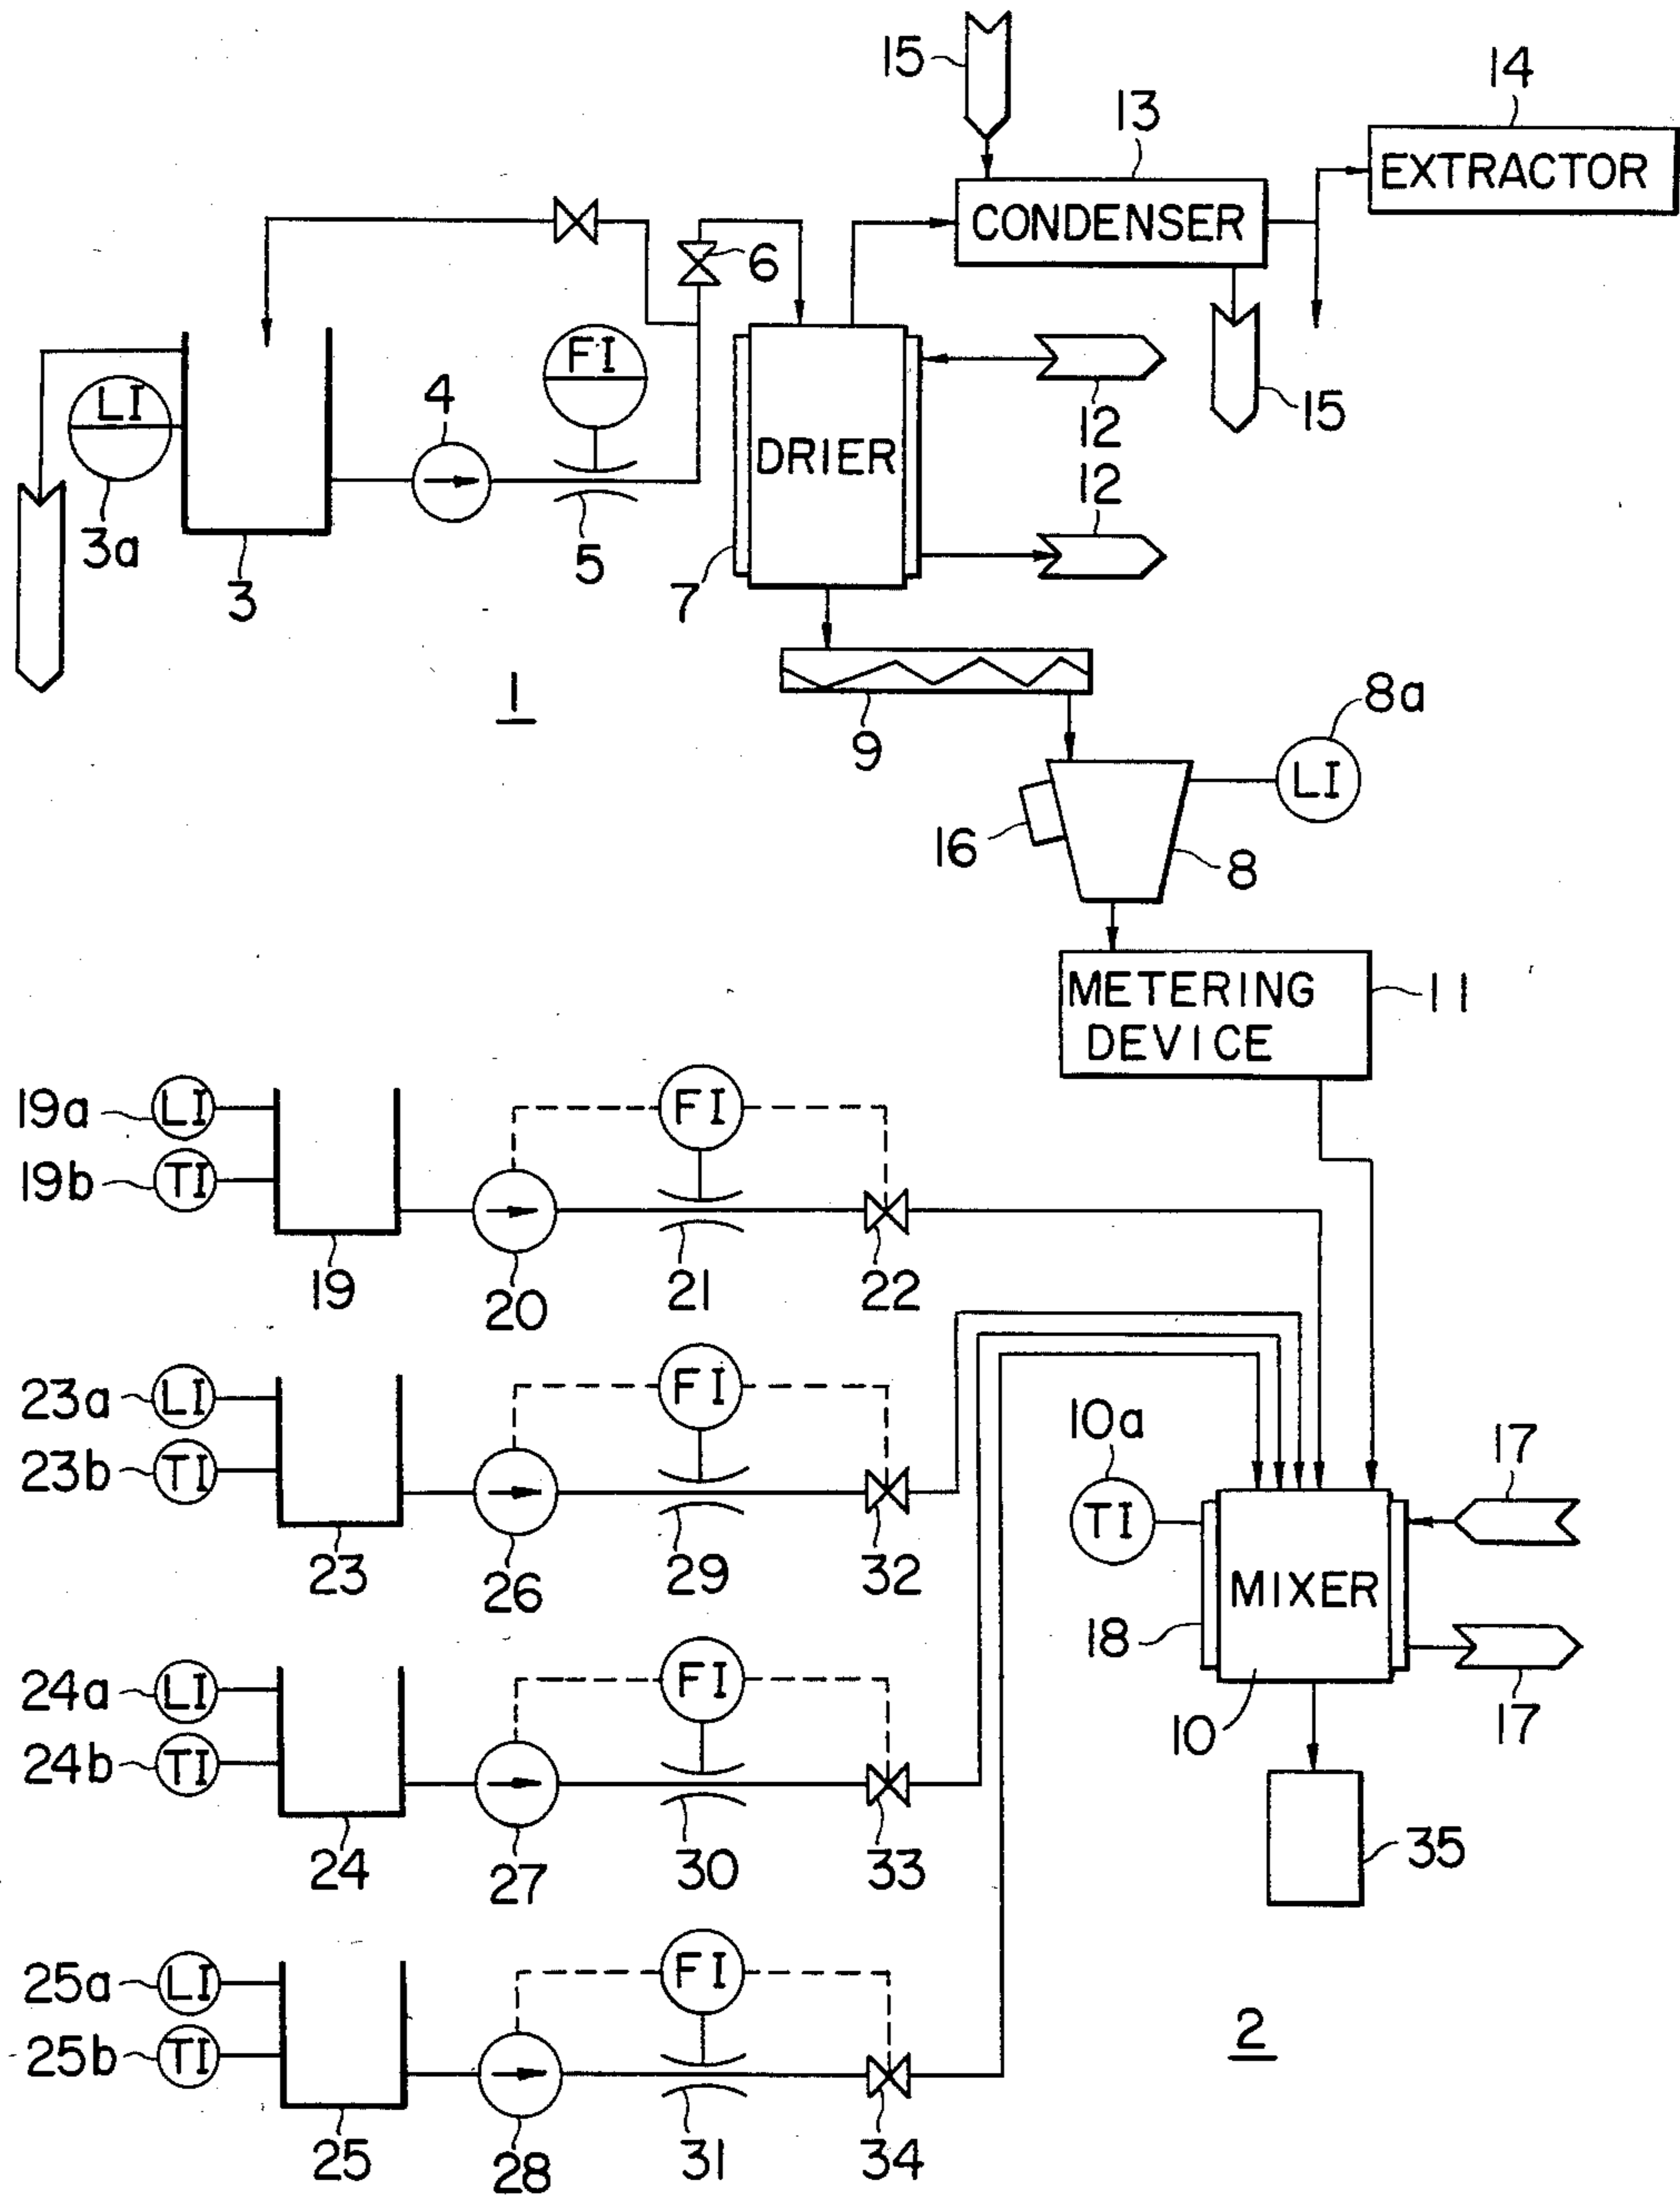 15
14
13
EXTRACTOR
CONDENSER
6
FI
12
15
LI
4
DRIER
12
3a
3
5
7
1
9
8a
LI
16
8
METERING
DEVICE
11
19a
LI
FI
19b
TI
19
20
21
22
23a
LI
FI
10a
17
23b
TI
TI
23
26
29
32
MIXER
18
24a
LI
FI
10
17
24b
TI
24
27
30
33
35
25a
LI
FI
25b
TI
2
25
28
31
34